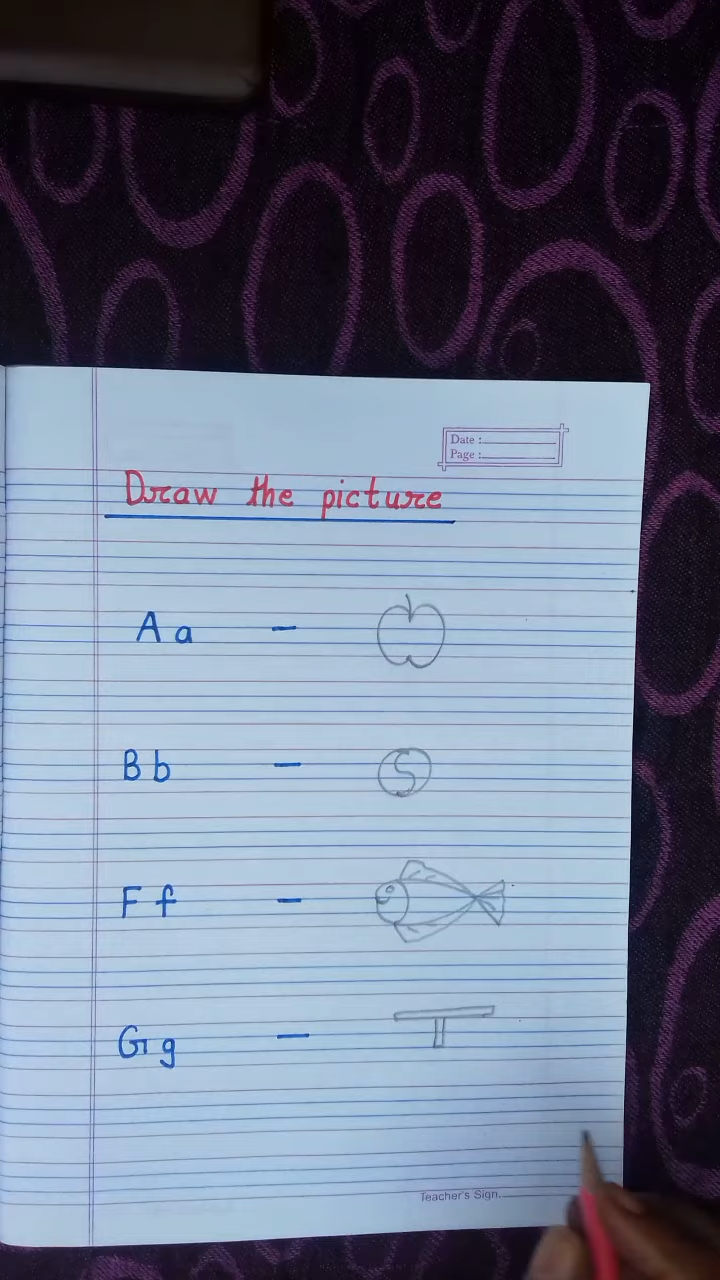 Date :
Page :
Draw the picture
A a -
B b -
F f -
G g -
Teacher's Sign.